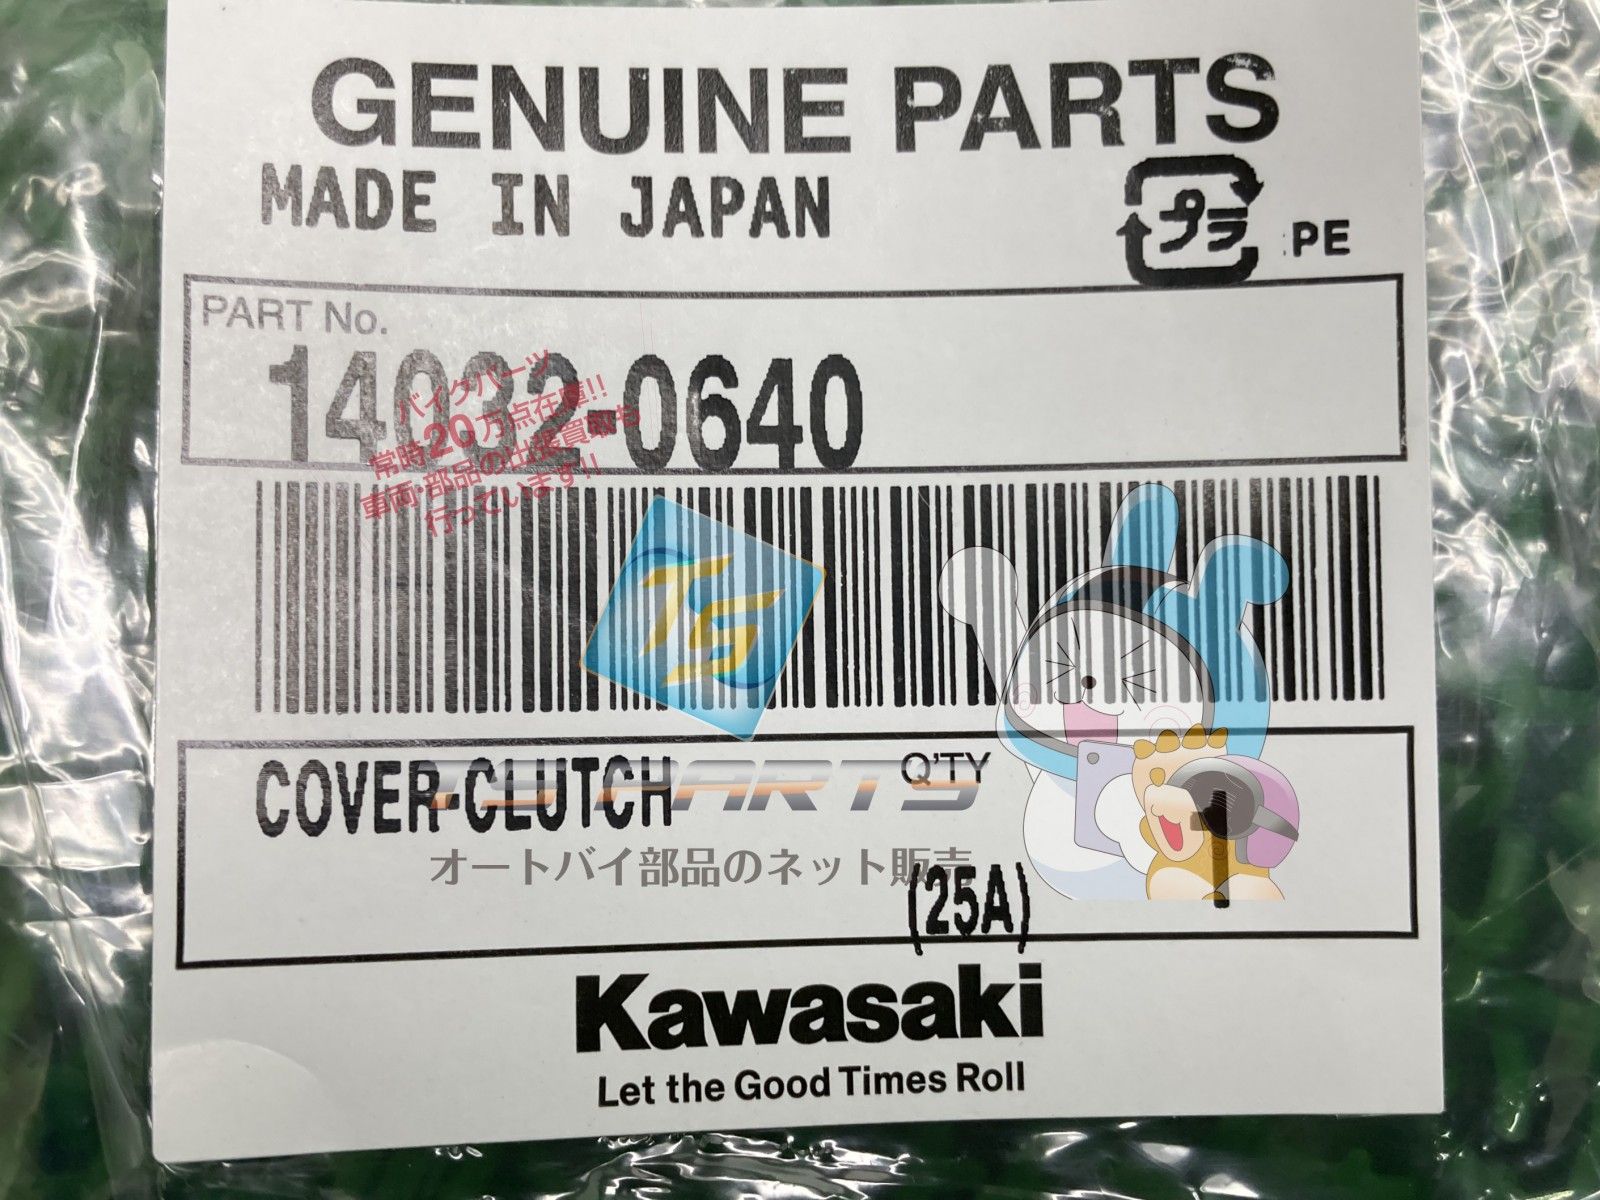 GENUINE PARTS
MADE IN JAPAN
プラ
PE
PART No.
14032-0640
バイクパーツ
常時20万点在庫!!
車両・部品の出張買取も
行っています!!
TS
COVER-CLUTCH
Q'TY
1
TS PARTS
オートバイ部品のネット販売
(25A)
Kawasaki
Let the Good Times Roll